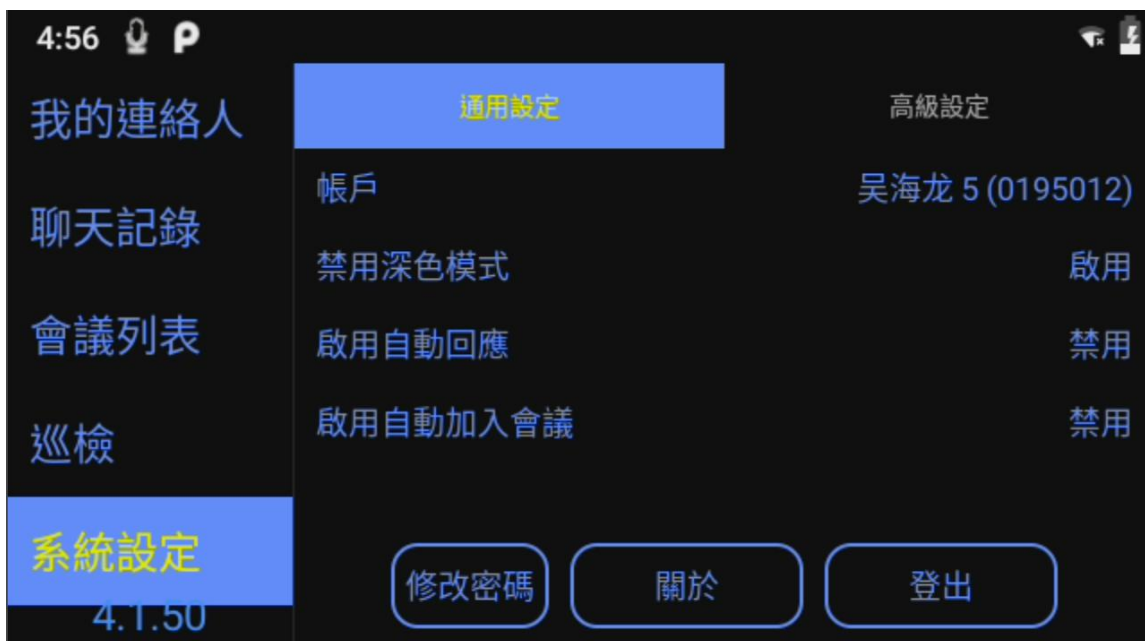 4:56
我的連絡人
聊天記錄
會議列表
巡檢
系統設定
4.1.50
通用設定
高級設定
帳戶
吴海龙 5 (0195012)
禁用深色模式
啟用
啟用自動回應
禁用
啟用自動加入會議
禁用
修改密碼
關於
登出